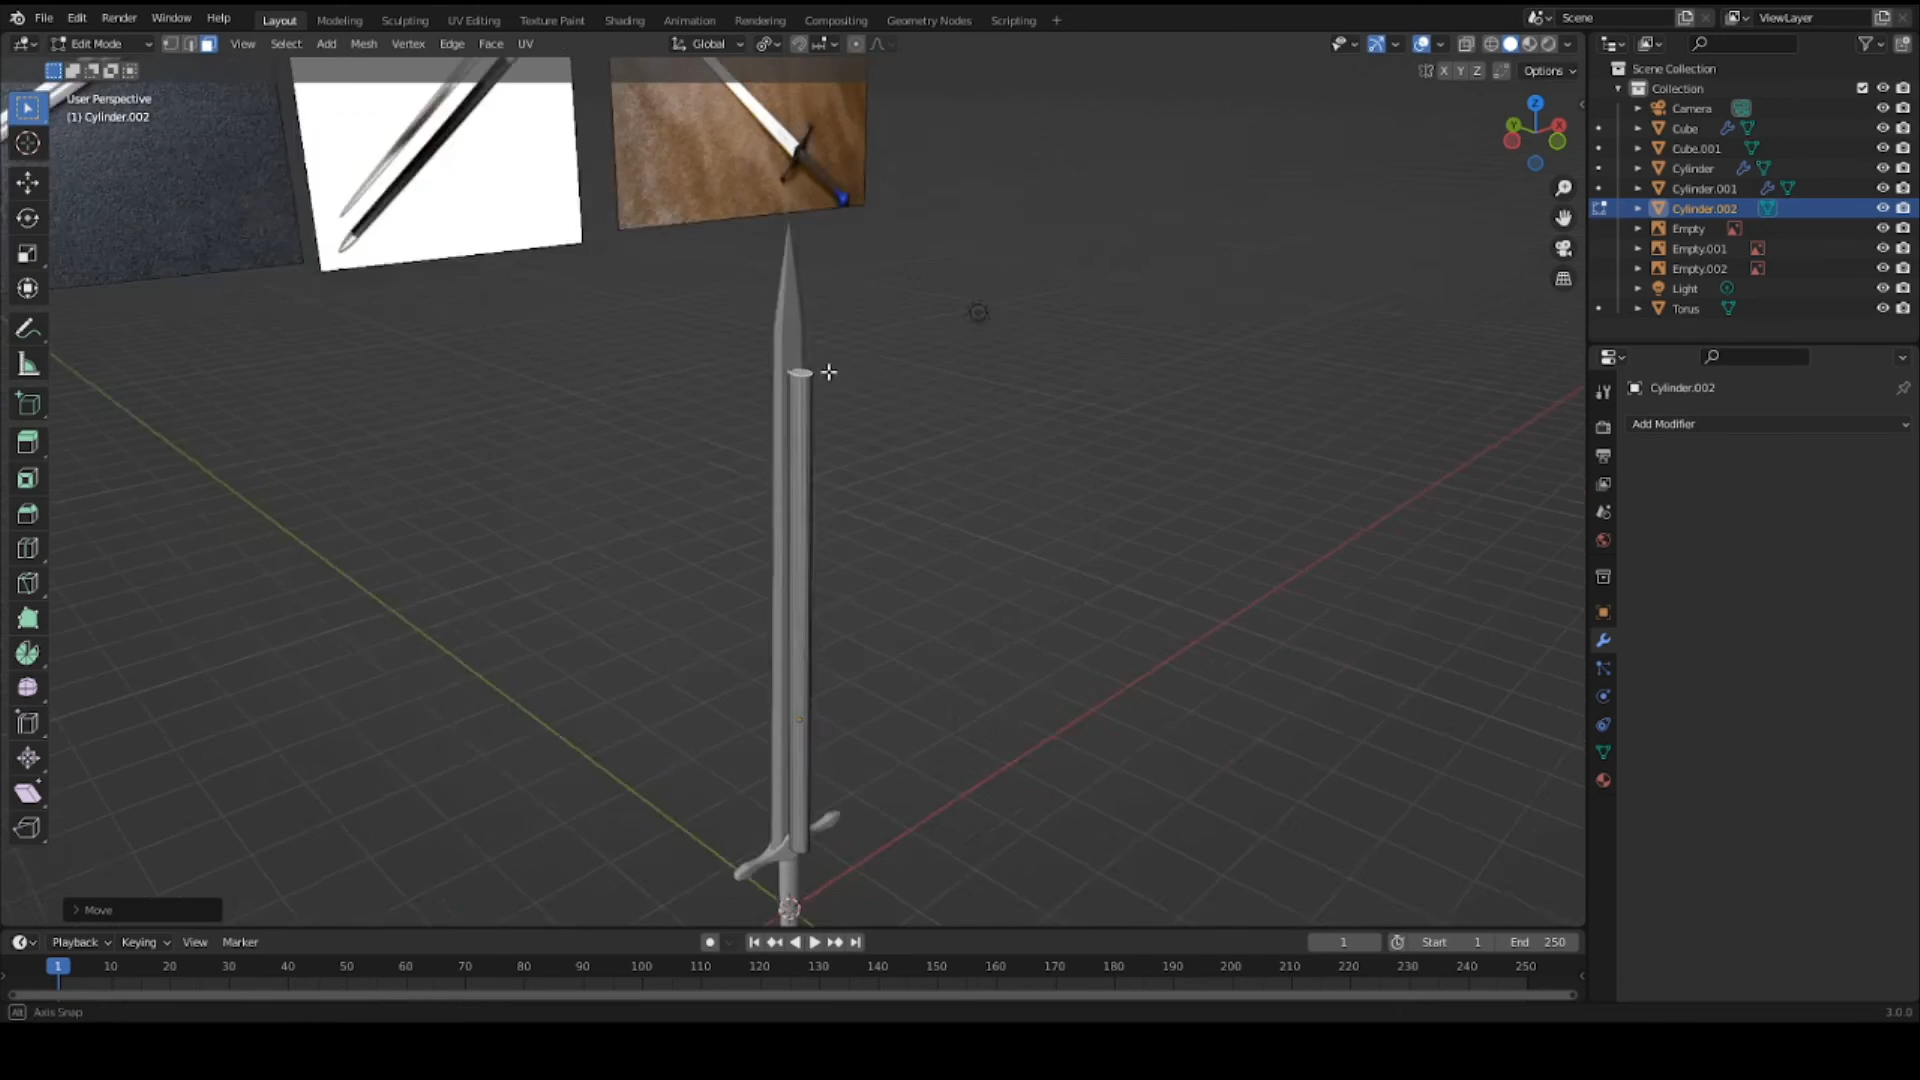 File Edit Render Window Help Layout Modeling Sculpting UV Editing Texture Paint Shading Animation Rendering Compositing Geometry Nodes Scripting + Scene ViewLayer
Edit Mode View Select Add Mesh Vertex Edge Face UV Global
X Y Z Options
User Perspective
(1) Cylinder.002
Z
Y X
Scene Collection
Collection
Camera
Cube
Cube.001
Cylinder
Cylinder.001
Cylinder.002
Empty
Empty.001
Empty.002
Light
Torus
Cylinder.002
Add Modifier
> Move
Playback Keying View Marker 1 Start 1 End 250
1 10 20 30 40 50 60 70 80 90 100 110 120 130 140 150 160 170 180 190 200 210 220 230 240 250
Alt Axis Snap 3.0.0